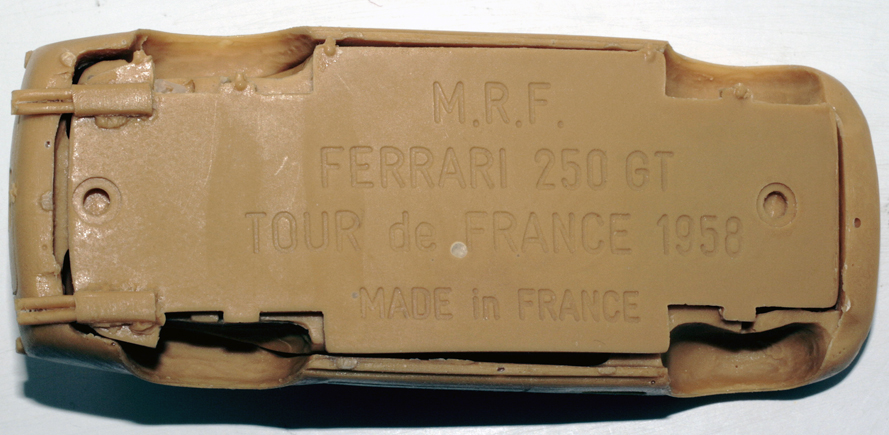 M.R.F.
FERRARI 250 GT
TOUR de FRANCE 1958
MADE in FRANCE